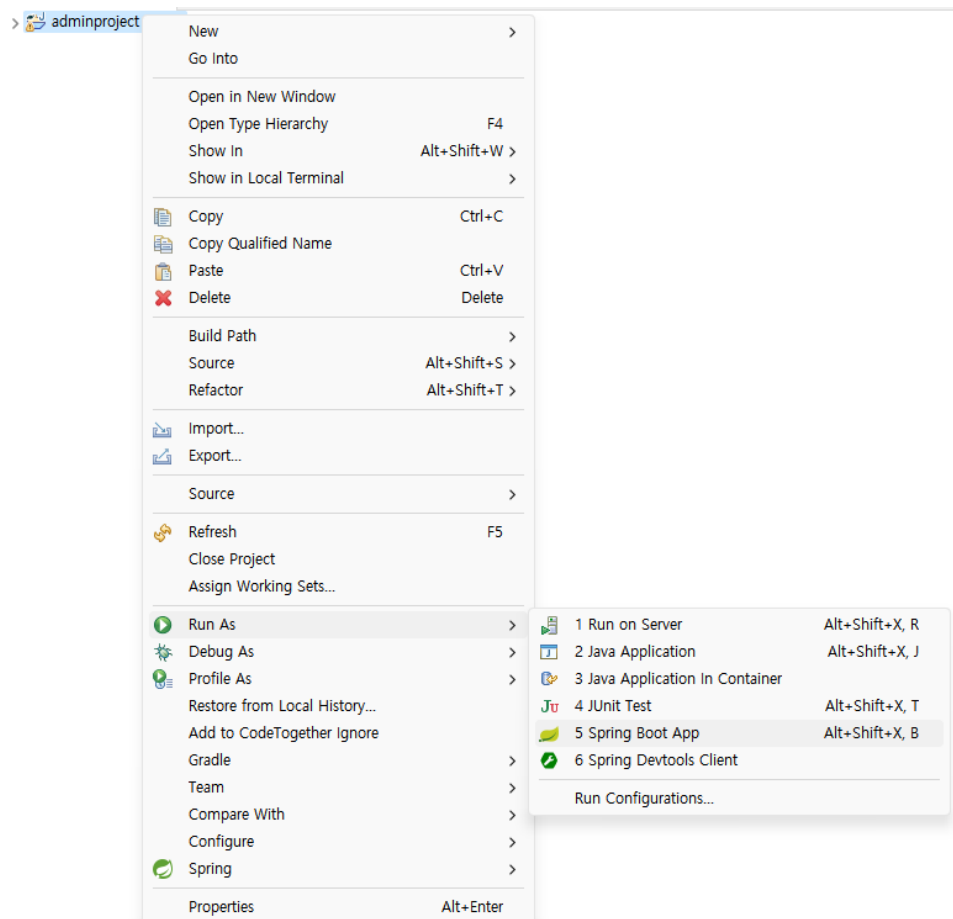 adminproject
New
Go Into
Open in New Window
Open Type Hierarchy F4
Show In Alt+Shift+W
Show in Local Terminal
Copy Ctrl+C
Copy Qualified Name
Paste Ctrl+V
Delete Delete
Build Path
Source Alt+Shift+S
Refactor Alt+Shift+T
Import...
Export...
Source
Refresh F5
Close Project
Assign Working Sets...
Run As
Debug As
Profile As
Restore from Local History...
Add to CodeTogether Ignore
Gradle
Team
Compare With
Configure
Spring
Properties Alt+Enter
1 Run on Server Alt+Shift+X, R
2 Java Application Alt+Shift+X, J
3 Java Application In Container
4 JUnit Test Alt+Shift+X, T
5 Spring Boot App Alt+Shift+X, B
6 Spring Devtools Client
Run Configurations...